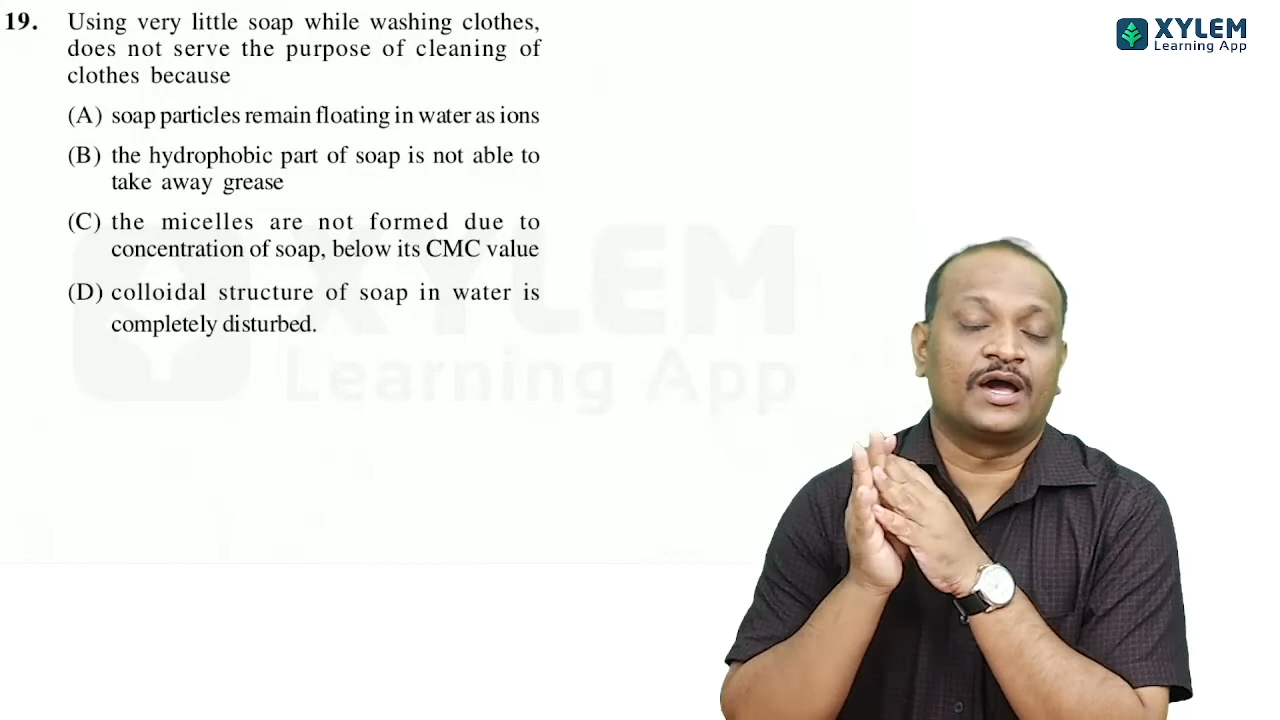 19. Using very little soap while washing clothes,
does not serve the purpose of cleaning of
clothes because
(A) soap particles remain floating in water as ions
(B) the hydrophobic part of soap is not able to
take away grease
(C) the micelles are not formed due to
concentration of soap, below its CMC value
(D) colloidal structure of soap in water is
completely disturbed.
XYLEM
Learning App
XYLEM
Learning App